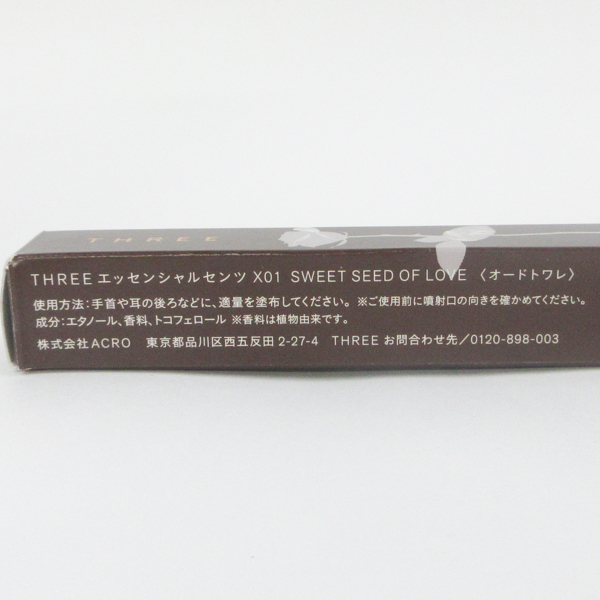 THREE
THREE エッセンシャルセンツ X01 SWEET SEED OF LOVE 〈オードトワレ〉
使用方法：手首や耳の後ろなどに、適量を塗布してください。※ご使用前に噴射口の向きを確かめてください。
成分：エタノール、香料、トコフェロール ※香料は植物由来です。
株式会社ACRO 東京都品川区西五反田 2-27-4 THREE お問合わせ先／0120-898-003